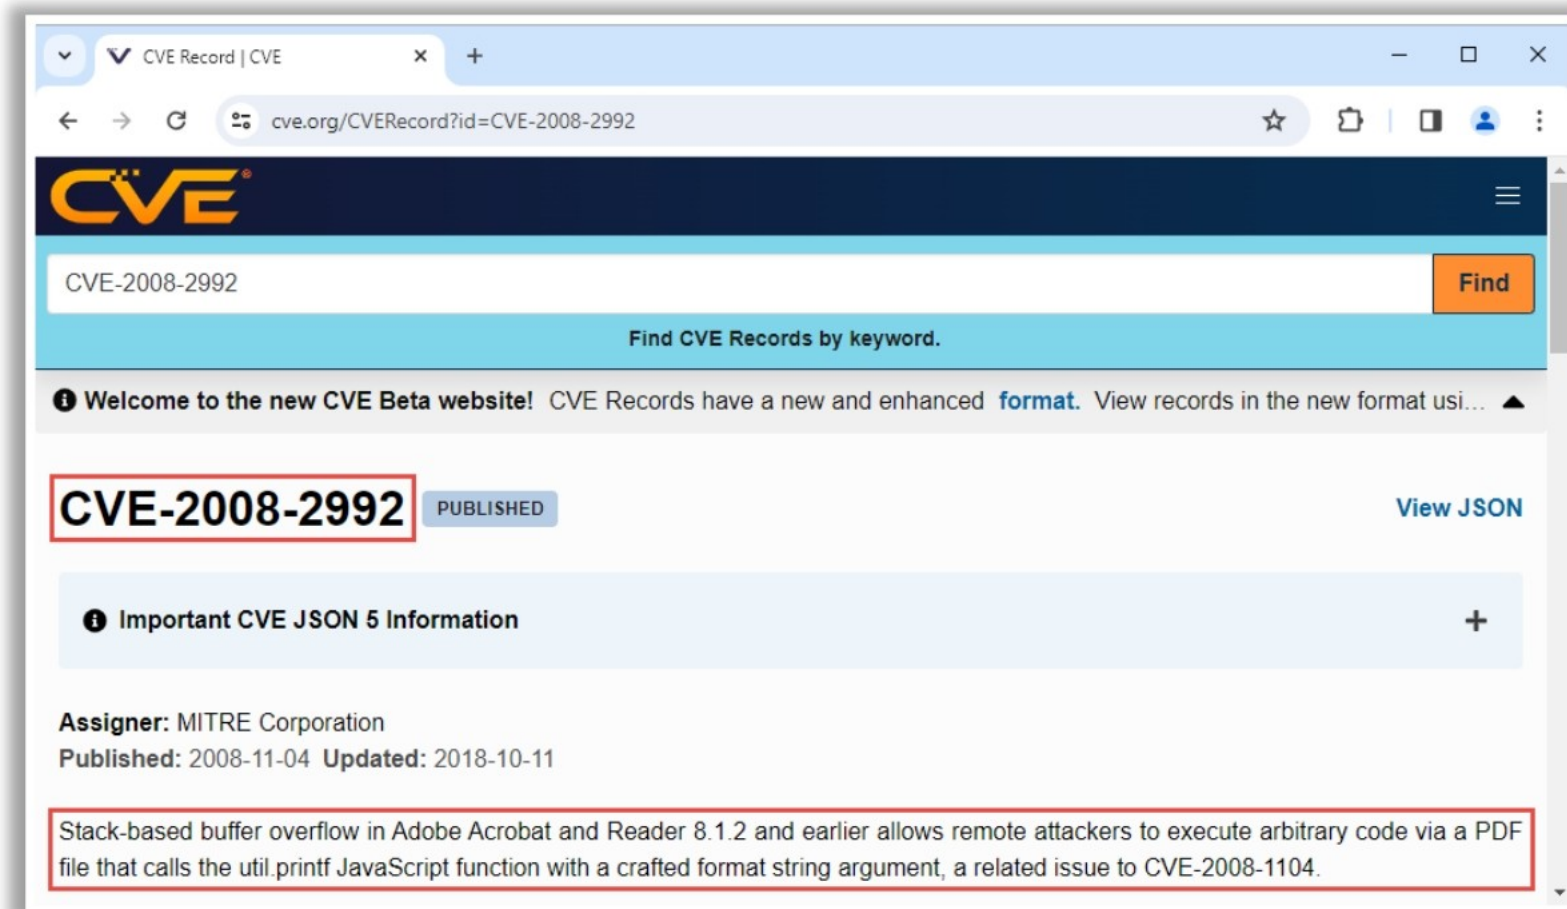 CVE Record | CVE
cve.org/CVERecord?id=CVE-2008-2992
CVE®
CVE-2008-2992
Find
Find CVE Records by keyword.
Welcome to the new CVE Beta website! CVE Records have a new and enhanced format. View records in the new format usi...
CVE-2008-2992 PUBLISHED
View JSON
Important CVE JSON 5 Information
Assigner: MITRE Corporation
Published: 2008-11-04 Updated: 2018-10-11
Stack-based buffer overflow in Adobe Acrobat and Reader 8.1.2 and earlier allows remote attackers to execute arbitrary code via a PDF
file that calls the util.printf JavaScript function with a crafted format string argument, a related issue to CVE-2008-1104.